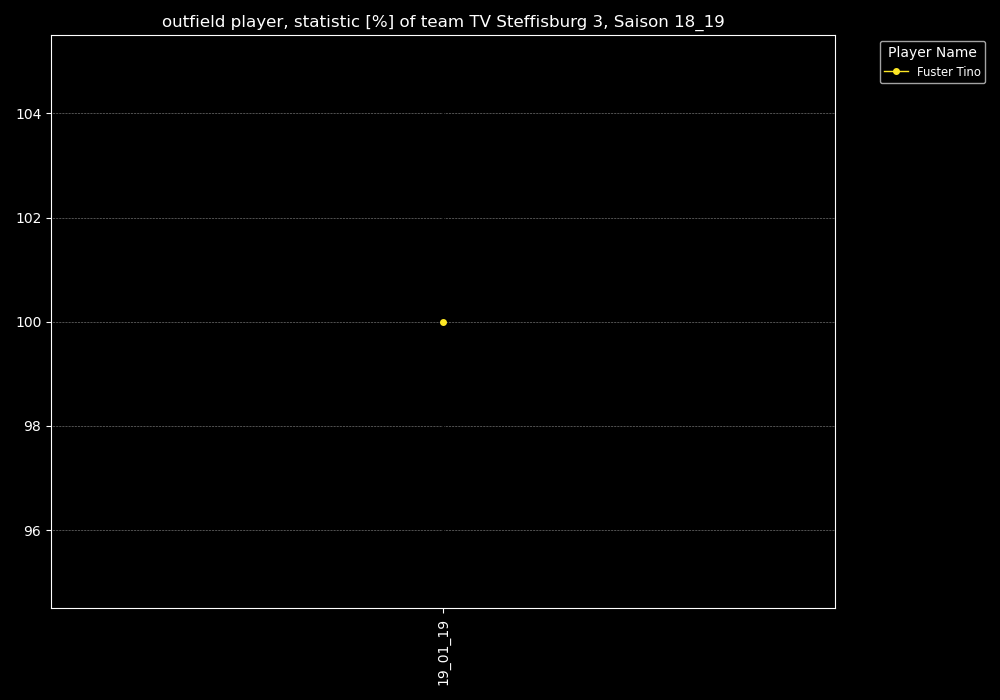 outfield player, statistic [%] of team TV Steffisburg 3, Saison 18_19
Player Name
Fuster Tino
104
102
100
98
96
19_01_19